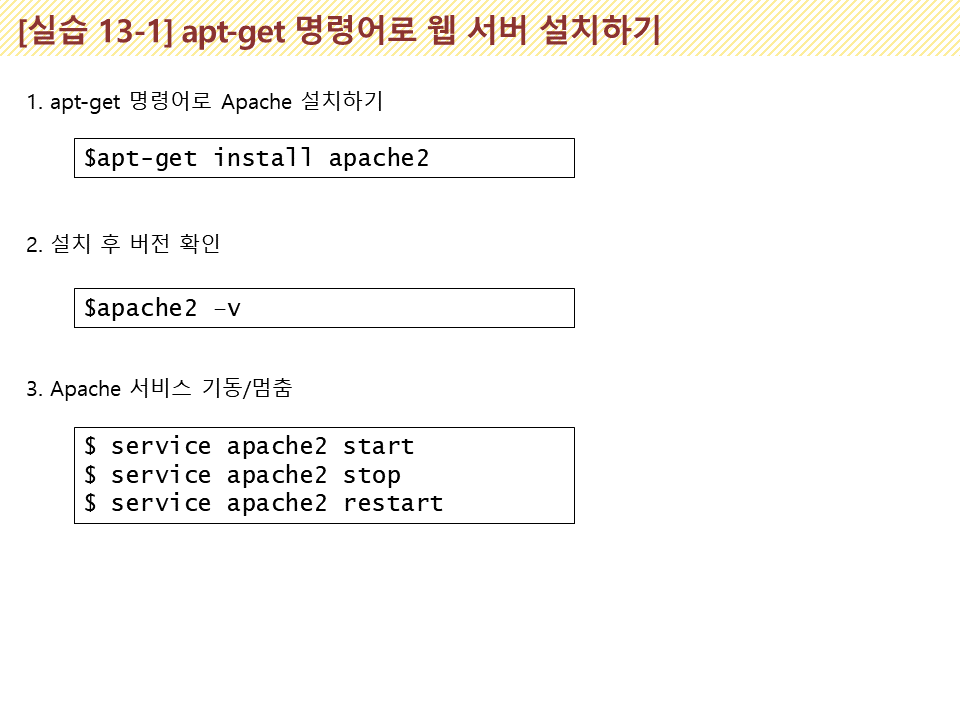 [실습 13-1] apt-get 명령어로 웹 서버 설치하기
1. apt-get 명령어로 Apache 설치하기
$apt-get install apache2
2. 설치 후 버전 확인
$apache2 –v
3. Apache 서비스 기동/멈춤
$ service apache2 start
$ service apache2 stop
$ service apache2 restart